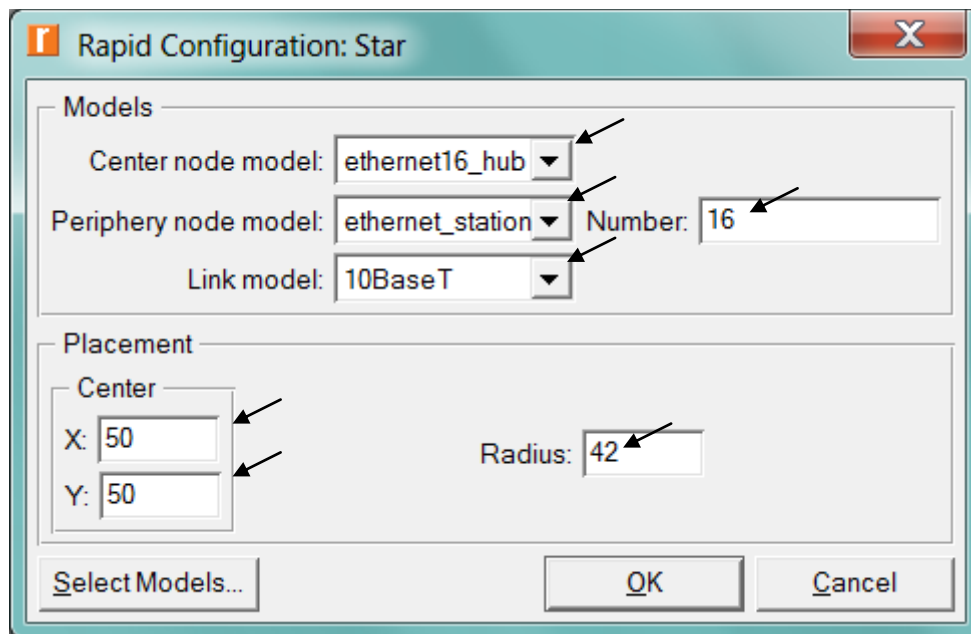 r Rapid Configuration: Star X
Models
Center node model: ethernet16_hub
Periphery node model: ethernet_station Number: 16
Link model: 10BaseT
Placement
Center
X: 50
Radius: 42
Y: 50
Select Models... OK Cancel